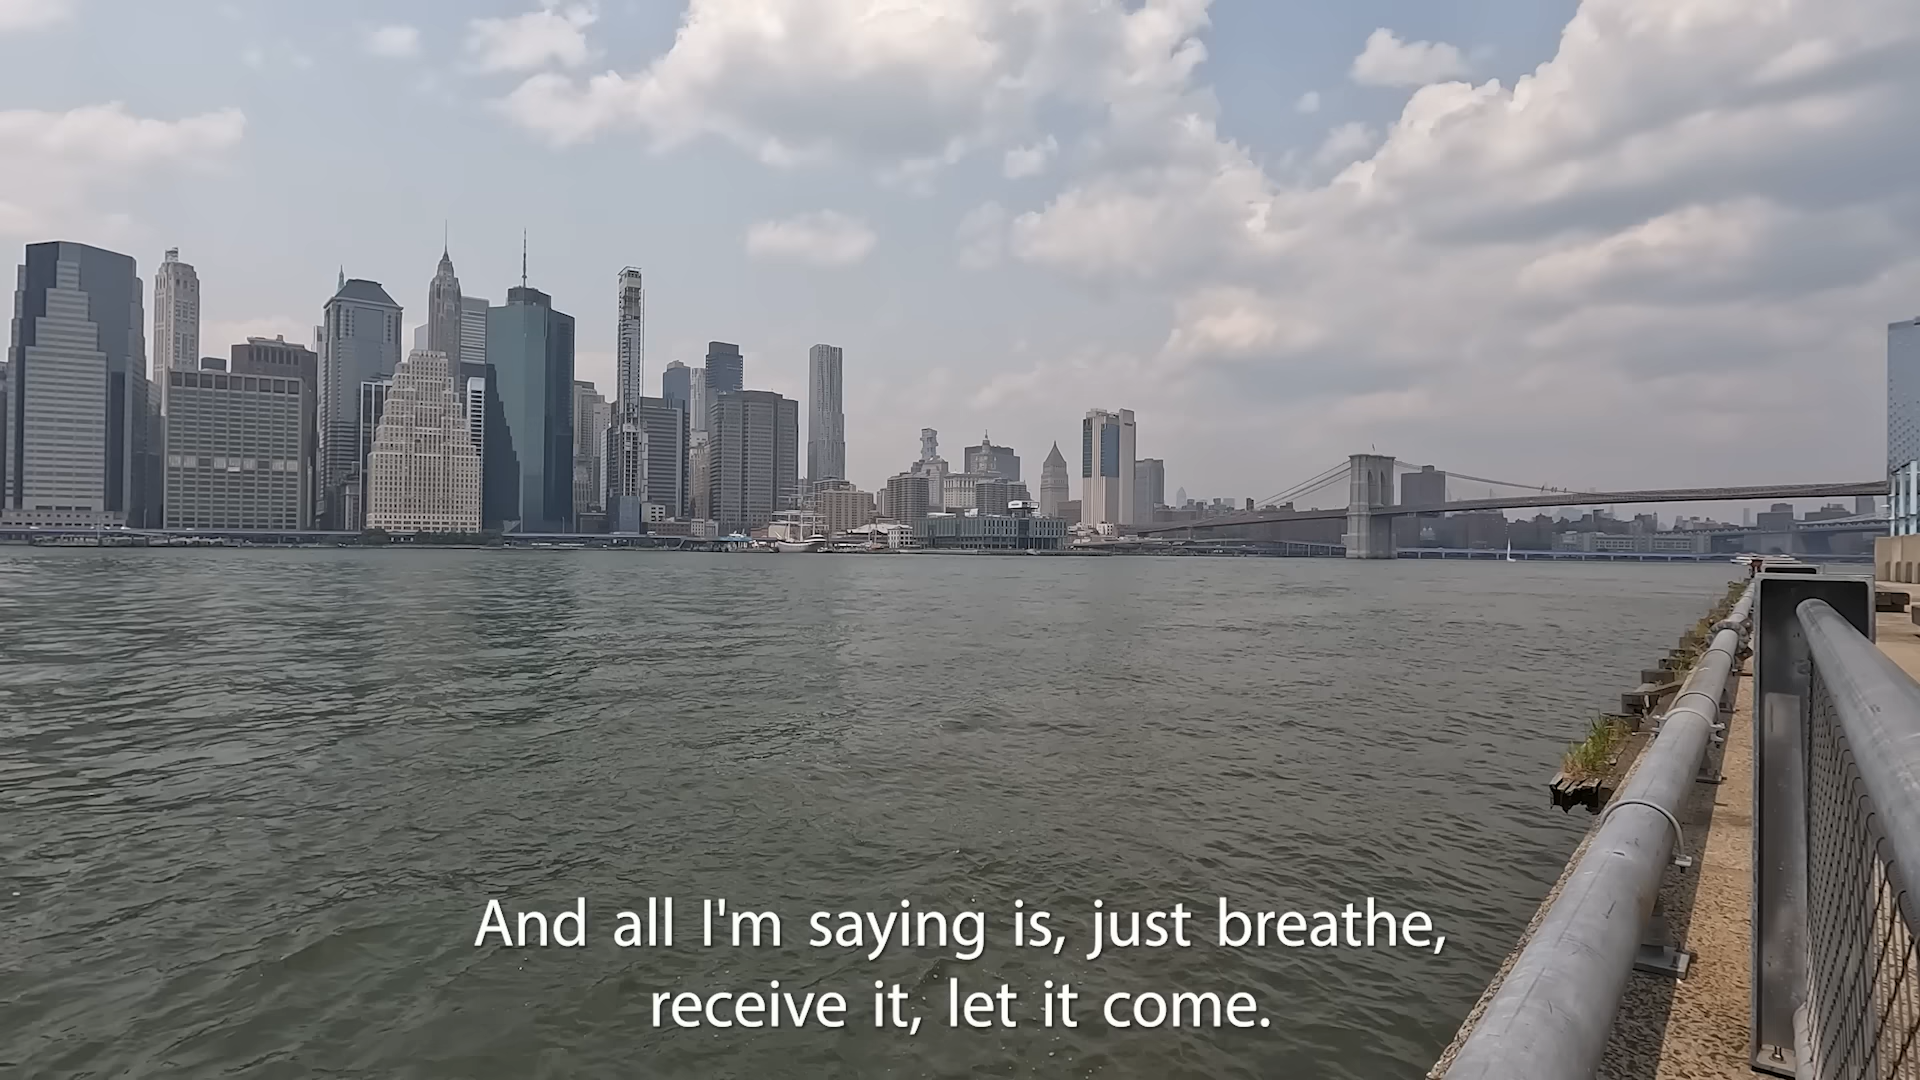 And all I'm saying is, just breathe,
receive it, let it come.